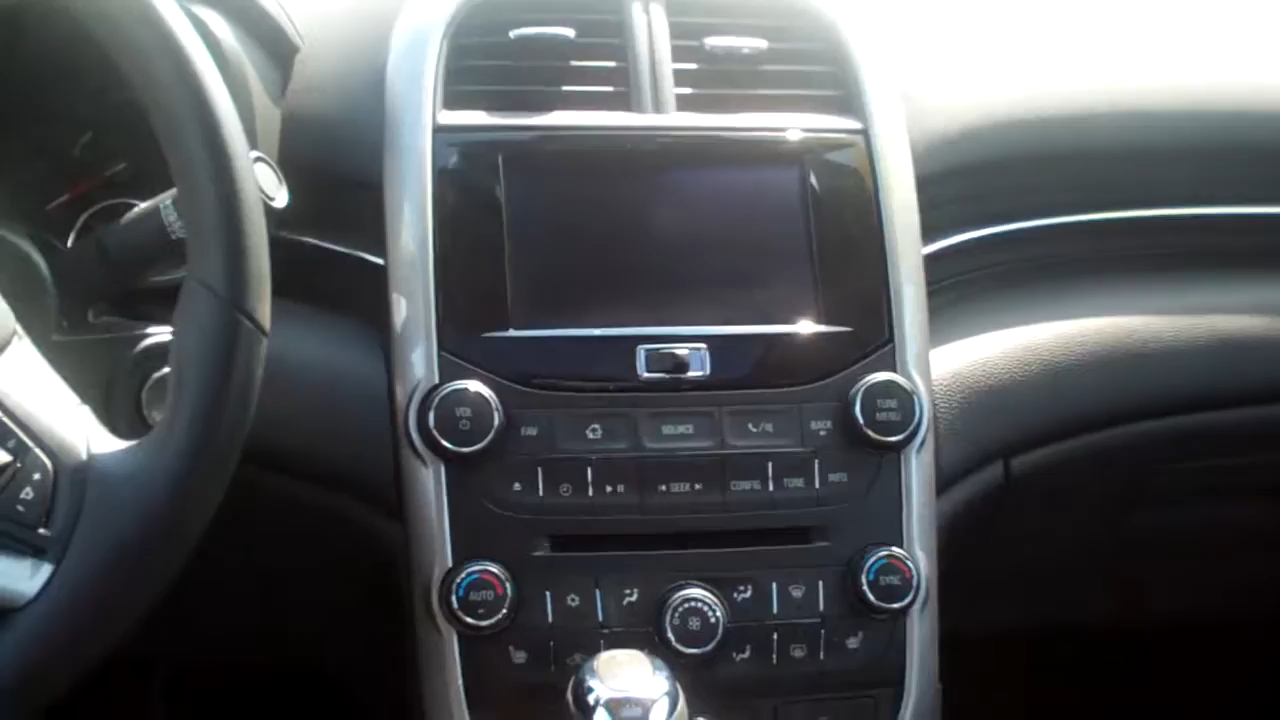 VOL
TUNE
MENU
FAV
SOURCE
BACK
SEEK
CONFIG
TONE
INFO
AUTO
SYNC